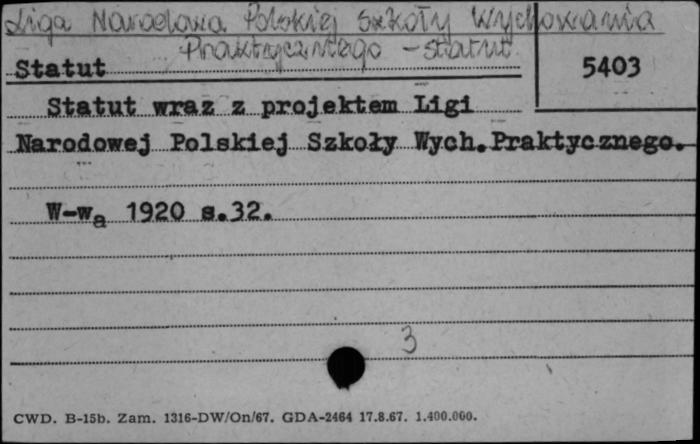 Liga Narodowa Polskiej Szkoły Wychowania
Praktycznego - statut
Statut
5403
Statut wraz z projektem Ligi
Narodowej Polskiej Szkoły Wych.Praktycznego.
W-wa 1920 s.32.
3
CWD. B-15b. Zam. 1316-DW/On/67. GDA-2464 17.8.67. 1.400.000.